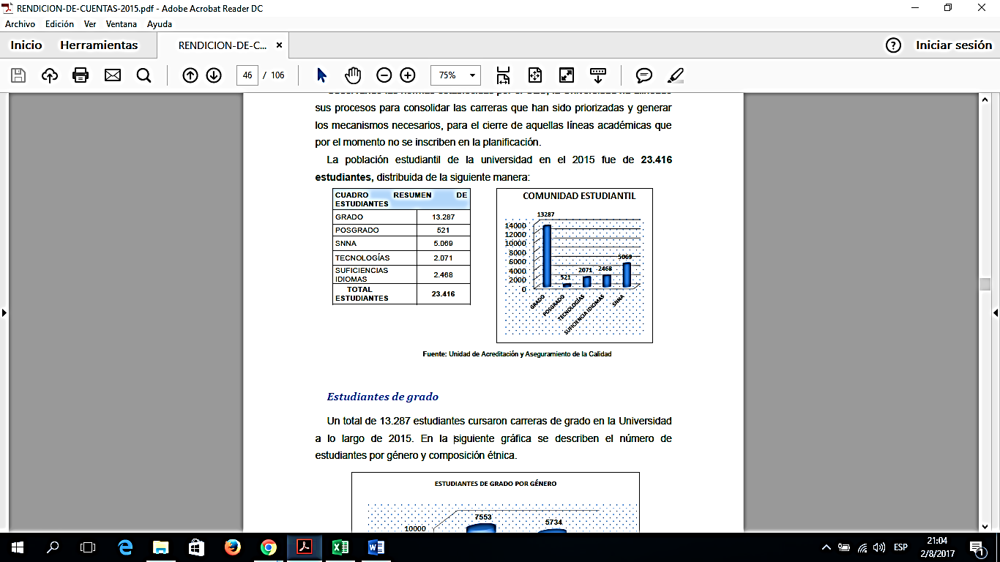 RENDICION-DE-CUENTAS-2015.pdf - Adobe Acrobat Reader DC
Archivo Edición Ver Ventana Ayuda
Inicio Herramientas RENDICION-DE-C... × ? Iniciar sesión
46 / 106 75%
sus procesos para consolidar las carreras que han sido priorizadas y generar
los mecanismos necesarios, para el cierre de aquellas líneas académicas que
por el momento no se inscriben en la planificación.
La población estudiantil de la universidad en el 2015 fue de 23.416
estudiantes, distribuida de la siguiente manera:
CUADRO RESUMEN DE
ESTUDIANTES
GRADO 13.287
POSGRADO 521
SNNA 5.069
TECNOLOGÍAS 2.071
SUFICIENCIAS
IDIOMAS 2.468
TOTAL
ESTUDIANTES 23.416
COMUNIDAD ESTUDIANTIL
13287
14000
12000
10000
8000
6000
4000
2000
0
521
2071
2468
5069
GRADO
POSGRADO
TECNOLOGÍAS
SUFICIENCIA IDIOMAS
SNNA
Fuente: Unidad de Acreditación y Aseguramiento de la Calidad
Estudiantes de grado
Un total de 13.287 estudiantes cursaron carreras de grado en la Universidad
a lo largo de 2015. En la siguiente gráfica se describen el número de
estudiantes por género y composición étnica.
ESTUDIANTES DE GRADO POR GÉNERO
7553
5734
10000
ESP
21:04
2/8/2017
1